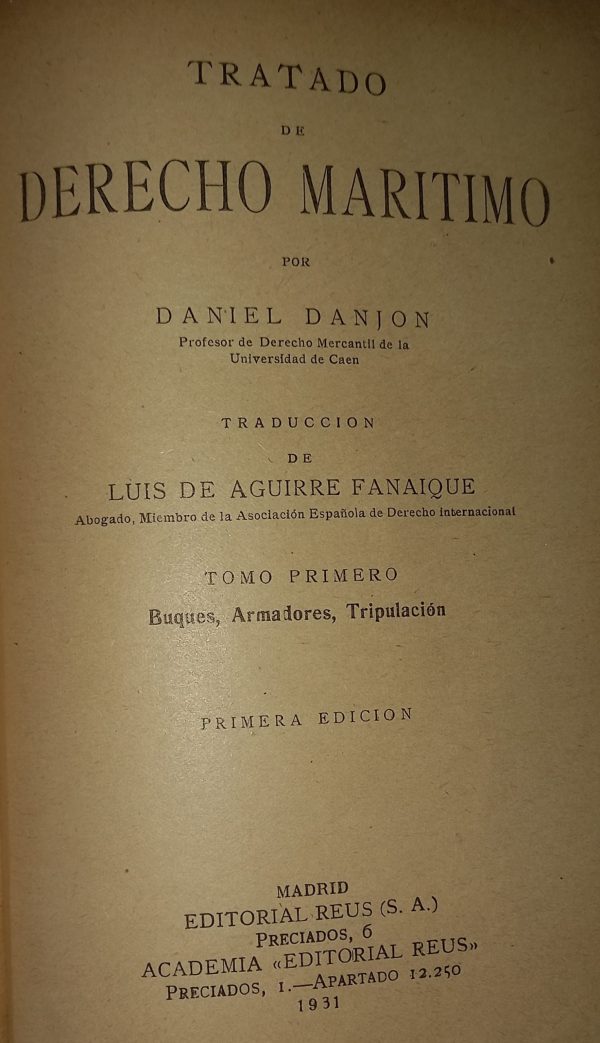 TRATADO
DE
DERECHO MARITIMO
POR
DANIEL DANJON
Profesor de Derecho Mercantil de la
Universidad de Caen
TRADUCCION
DE
LUIS DE AGUIRRE FANAIQUE
Abogado, Miembro de la Asociación Española de Derecho internacional
TOMO PRIMERO
Buques, Armadores, Tripulación
PRIMERA EDICION
MADRID
EDITORIAL REUS (S. A.)
PRECIADOS, 6
ACADEMIA «EDITORIAL REUS»
PRECIADOS, 1.—APARTADO 12.250
1931